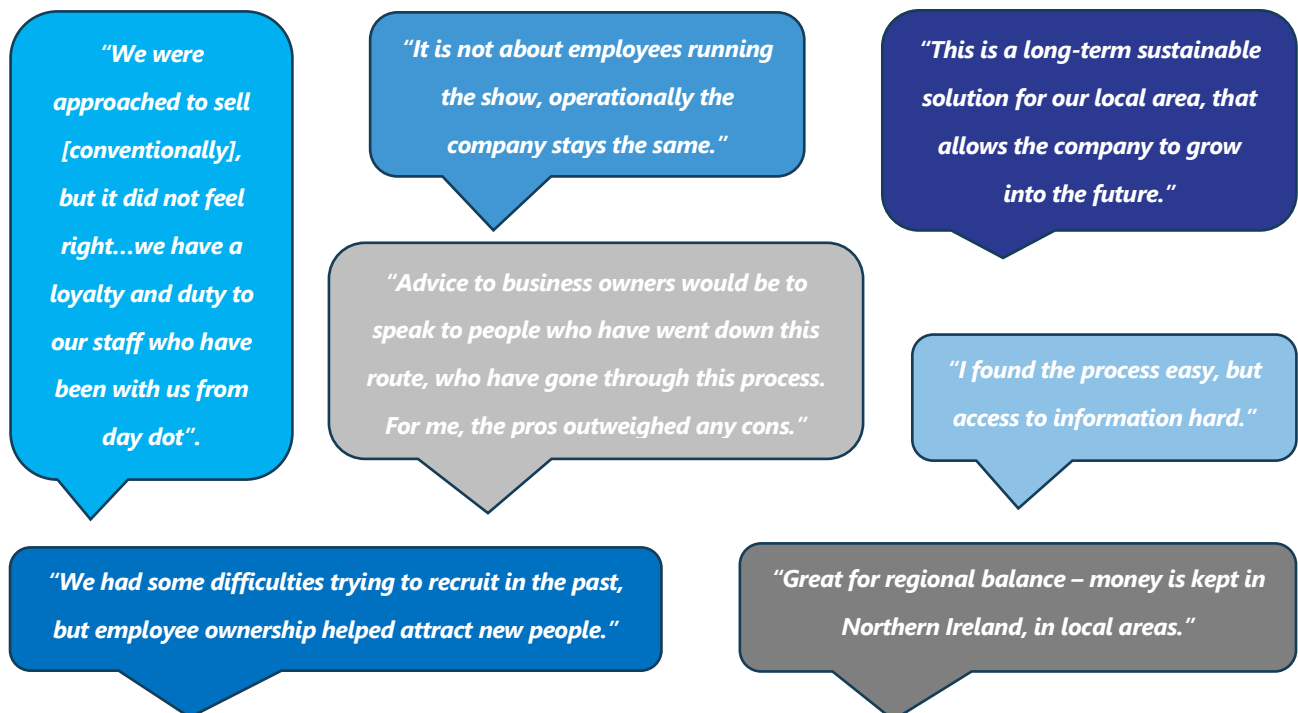 “We were
approached to sell
[conventionally],
but it did not feel
right…we have a
loyalty and duty to
our staff who have
been with us from
day dot”.
“It is not about employees running
the show, operationally the
company stays the same.”
“This is a long-term sustainable
solution for our local area, that
allows the company to grow
into the future.”
“Advice to business owners would be to
speak to people who have went down this
route, who have gone through this process.
For me, the pros outweighed any cons.”
“I found the process easy, but
access to information hard.”
“We had some difficulties trying to recruit in the past,
but employee ownership helped attract new people.”
“Great for regional balance – money is kept in
Northern Ireland, in local areas.”